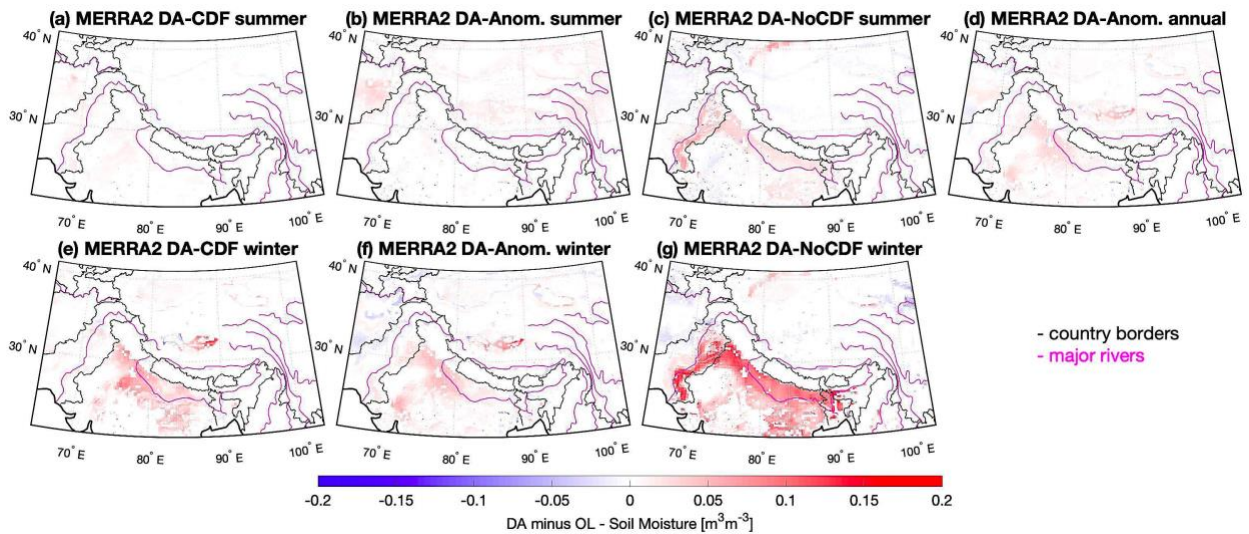 (a) MERRA2 DA-CDF summer
(b) MERRA2 DA-Anom. summer
(c) MERRA2 DA-NoCDF summer
(d) MERRA2 DA-Anom. annual
40° N
30° N
70° E
80° E
90° E
100° E
40° N
30° N
70° E
80° E
90° E
100° E
40° N
30° N
70° E
80° E
90° E
100° E
40° N
30° N
70° E
80° E
90° E
100° E
(e) MERRA2 DA-CDF winter
(f) MERRA2 DA-Anom. winter
(g) MERRA2 DA-NoCDF winter
40° N
30° N
70° E
80° E
90° E
100° E
40° N
30° N
70° E
80° E
90° E
100° E
40° N
30° N
70° E
80° E
90° E
100° E
- country borders
- major rivers
-0.2 -0.15 -0.1 -0.05 0 0.05 0.1 0.15 0.2
DA minus OL - Soil Moisture [m³m⁻³]